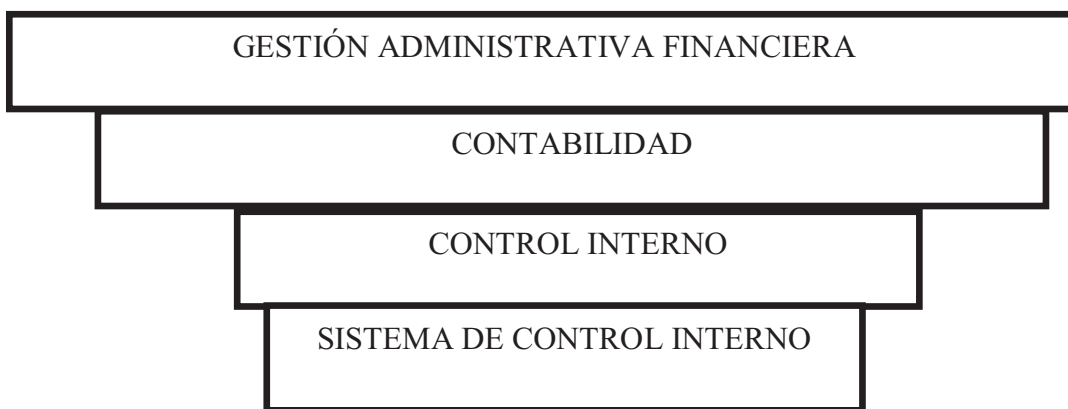 GESTIÓN ADMINISTRATIVA FINANCIERA
CONTABILIDAD
CONTROL INTERNO
SISTEMA DE CONTROL INTERNO